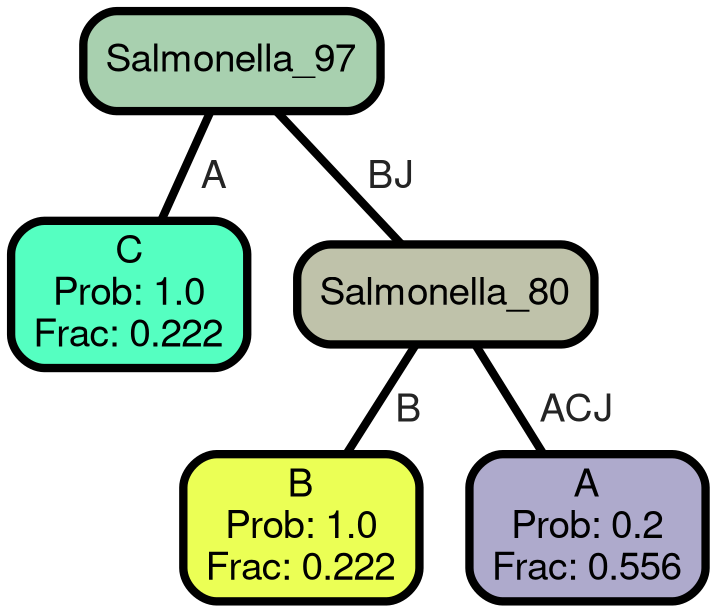 Salmonella_97
A
BJ
C
Prob: 1.0
Frac: 0.222
Salmonella_80
B
ACJ
B
Prob: 1.0
Frac: 0.222
A
Prob: 0.2
Frac: 0.556